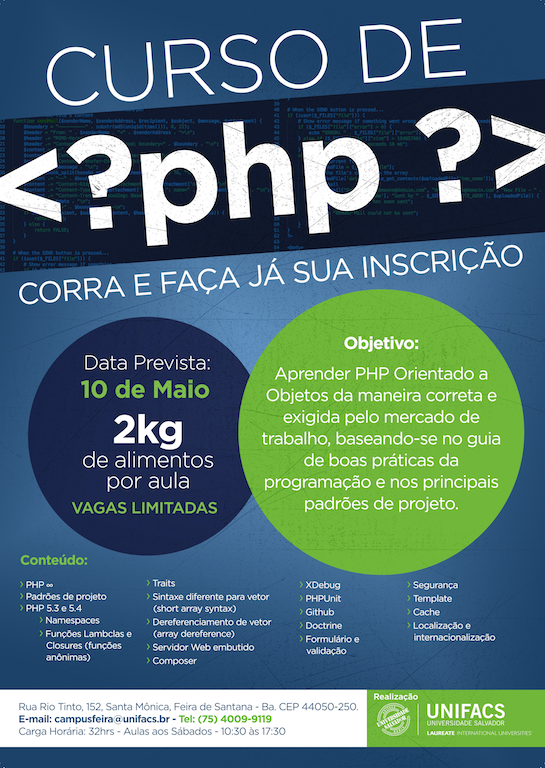 CURSO DE
<?php ?>
CORRA E FAÇA JÁ SUA INSCRIÇÃO
Data Prevista:
10 de Maio
2kg
de alimentos
por aula
VAGAS LIMITADAS
Objetivo:
Aprender PHP Orientado a
Objetos da maneira correta e
exigida pelo mercado de
trabalho, baseando-se no guia
de boas práticas da
programação e nos principais
padrões de projeto.
Conteúdo:
› PHP ∞
› Padrões de projeto
› PHP 5.3 e 5.4
› Namespaces
› Funções Lambclas e
Closures (funções
anônimas)
› Traits
› Sintaxe diferente para vetor
(short array syntax)
› Dereferenciamento de vetor
(array dereference)
› Servidor Web embutido
› Composer
› XDebug
› PHPUnit
› Github
› Doctrine
› Formulário e
validação
› Segurança
› Template
› Cache
› Localização e
internacionalização
Rua Rio Tinto, 152, Santa Mônica, Feira de Santana - Ba. CEP 44050-250.
E-mail: campusfeira@unifacs.br - Tel: (75) 4009-9119
Carga Horária: 32hrs - Aulas aos Sábados - 10:30 às 17:30
Realização
UNIVERSIDADE SALVADOR
UNIFACS
UNIVERSIDADE SALVADOR
LAUREATE INTERNATIONAL UNIVERSITIES